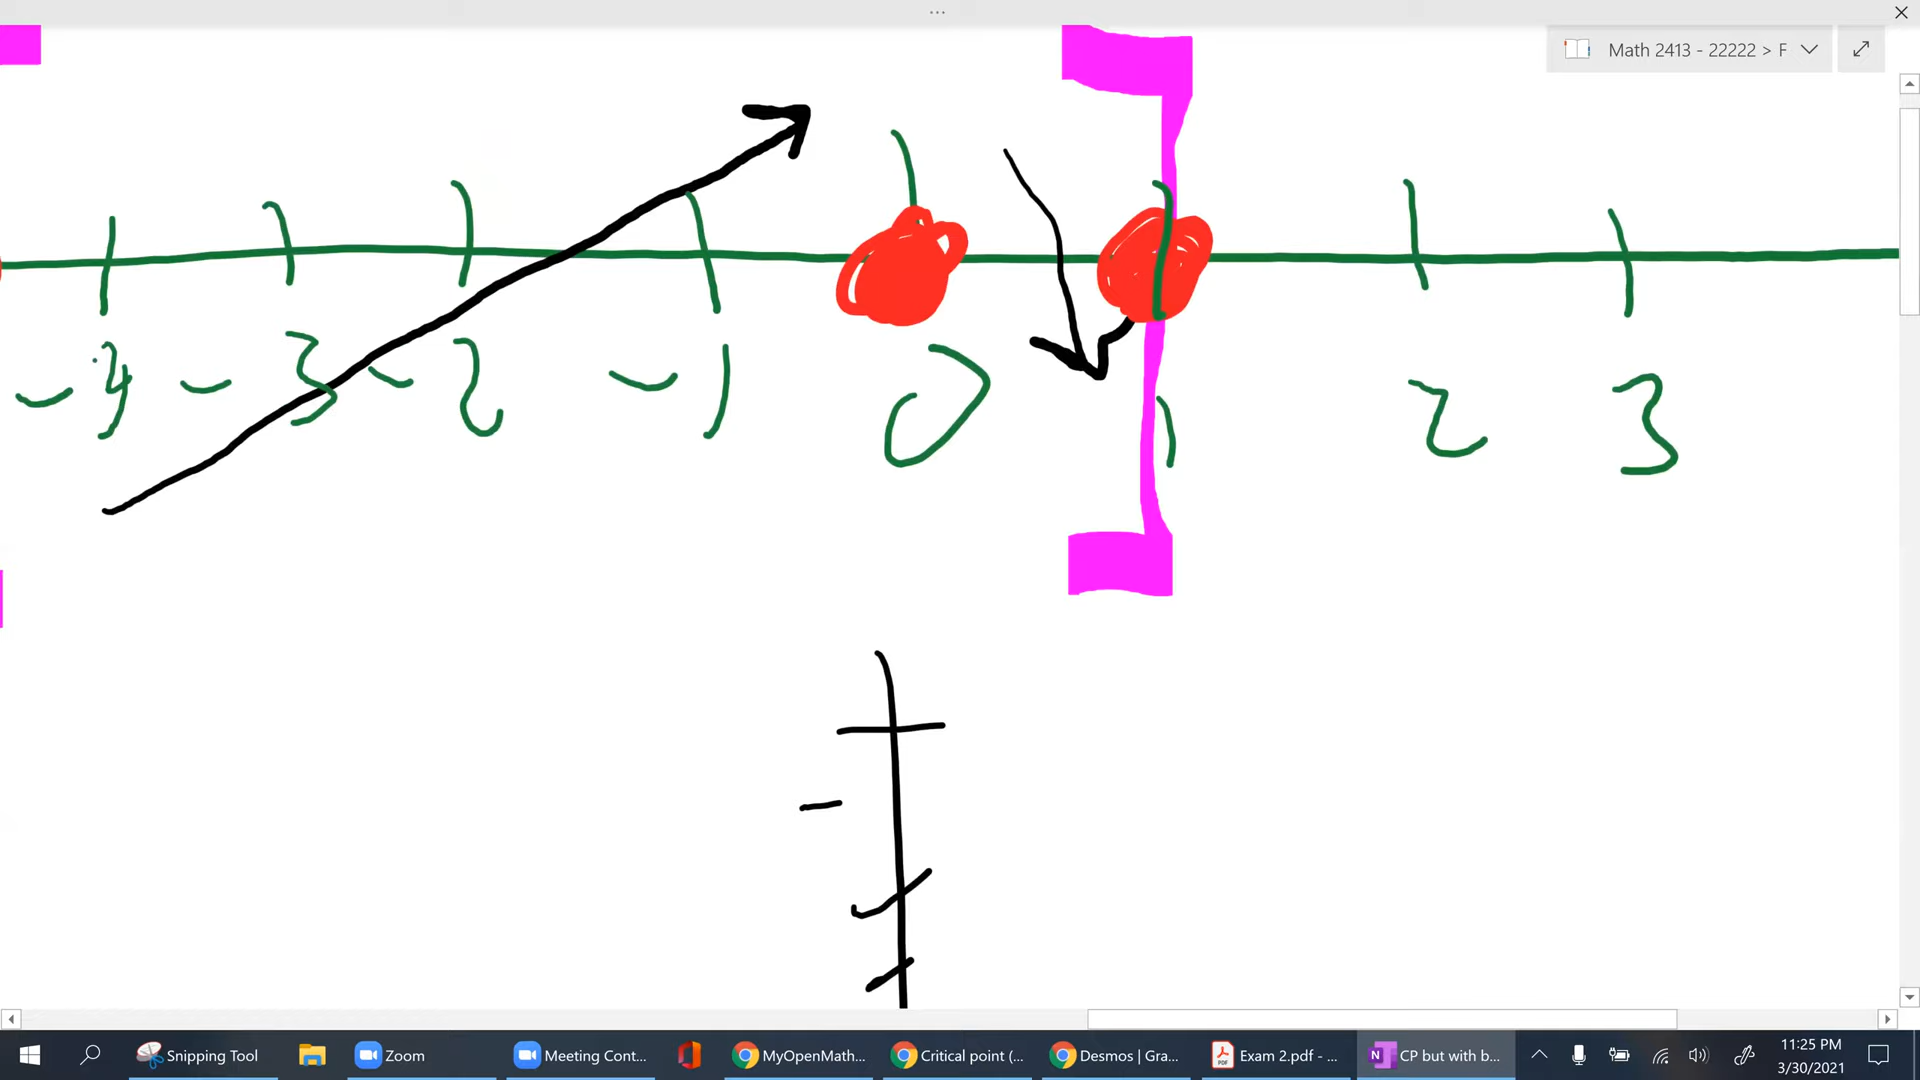 ...
Math 2413 - 22222 > F
-4 -3 -2 -1 0 1 2 3
-
Snipping Tool
Zoom
Meeting Cont...
MyOpenMath...
Critical point (...
Desmos | Gra...
Exam 2.pdf - ...
CP but with b...
11:25 PM
3/30/2021